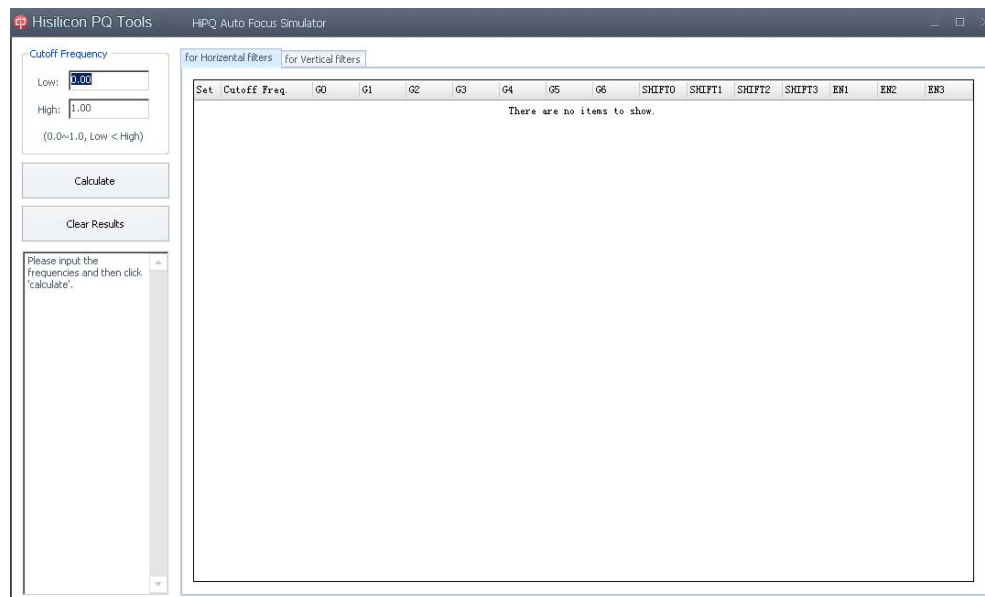 Hisilicon PQ Tools
HiPQ Auto Focus Simulator
Cutoff Frequency
Low: 0.00
High: 1.00
(0.0~1.0, Low < High)
Calculate
Clear Results
Please input the
frequencies and then click
'calculate'.
for Horizental filters
for Vertical filters
Set Cutoff Freq. G0 G1 G2 G3 G4 G5 G6 SHIFT0 SHIFT1 SHIFT2 SHIFT3 EN1 EN2 EN3
There are no items to show.